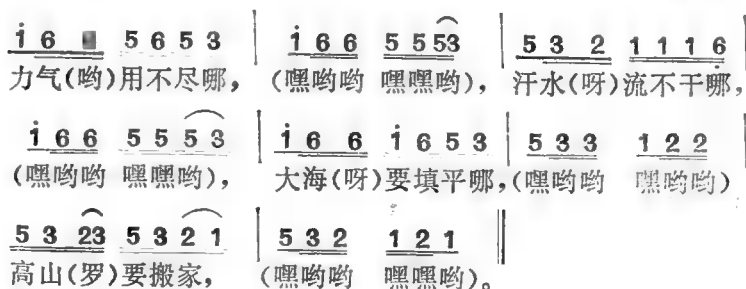 i 6 5 6 5 3 | i 6 6 5 5 53 | 5 3 2 1 1 1 6 |
力气(哟)用不尽哪, (嘿哟哟 嘿嘿哟), 汗水(呀)流不干哪,
i 6 6 5 5 5 3 | i 6 6 i 6 5 3 | 5 3 3 1 2 2
(嘿哟哟 嘿嘿哟), 大海(呀)要填平哪,(嘿哟哟 嘿哟哟)
5 3 23 5 3 2 1 | 5 3 2 1 2 1 ‖
高山(罗)要搬家, (嘿哟哟 嘿嘿哟)。